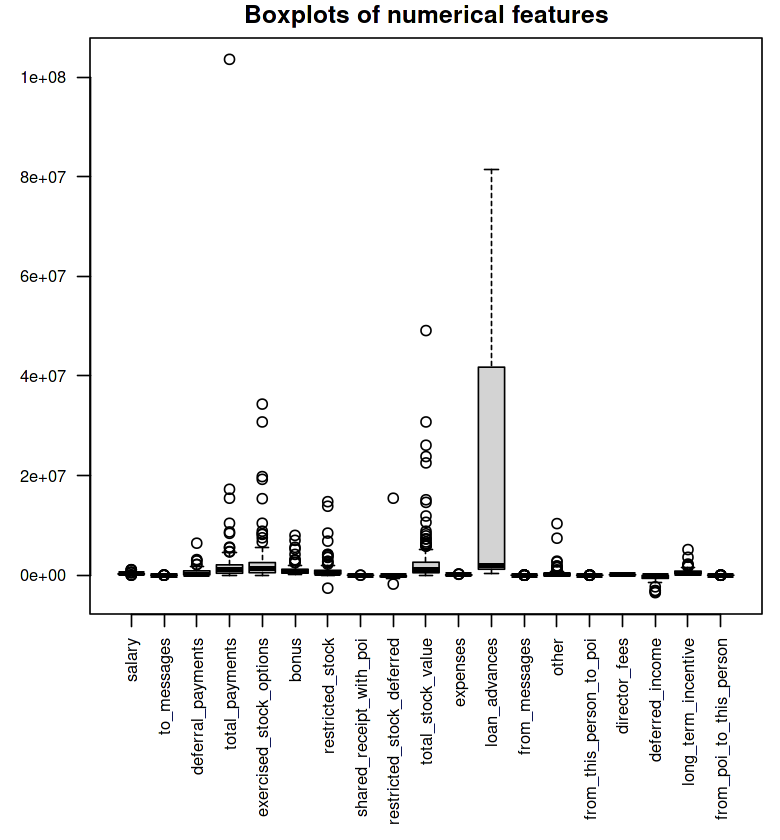 Boxplots of numerical features
1e+08
8e+07
6e+07
4e+07
2e+07
0e+00
salary
to_messages
deferral_payments
total_payments
exercised_stock_options
bonus
restricted_stock
shared_receipt_with_poi
restricted_stock_deferred
total_stock_value
expenses
loan_advances
from_messages
other
from_this_person_to_poi
director_fees
deferred_income
long_term_incentive
from_poi_to_this_person